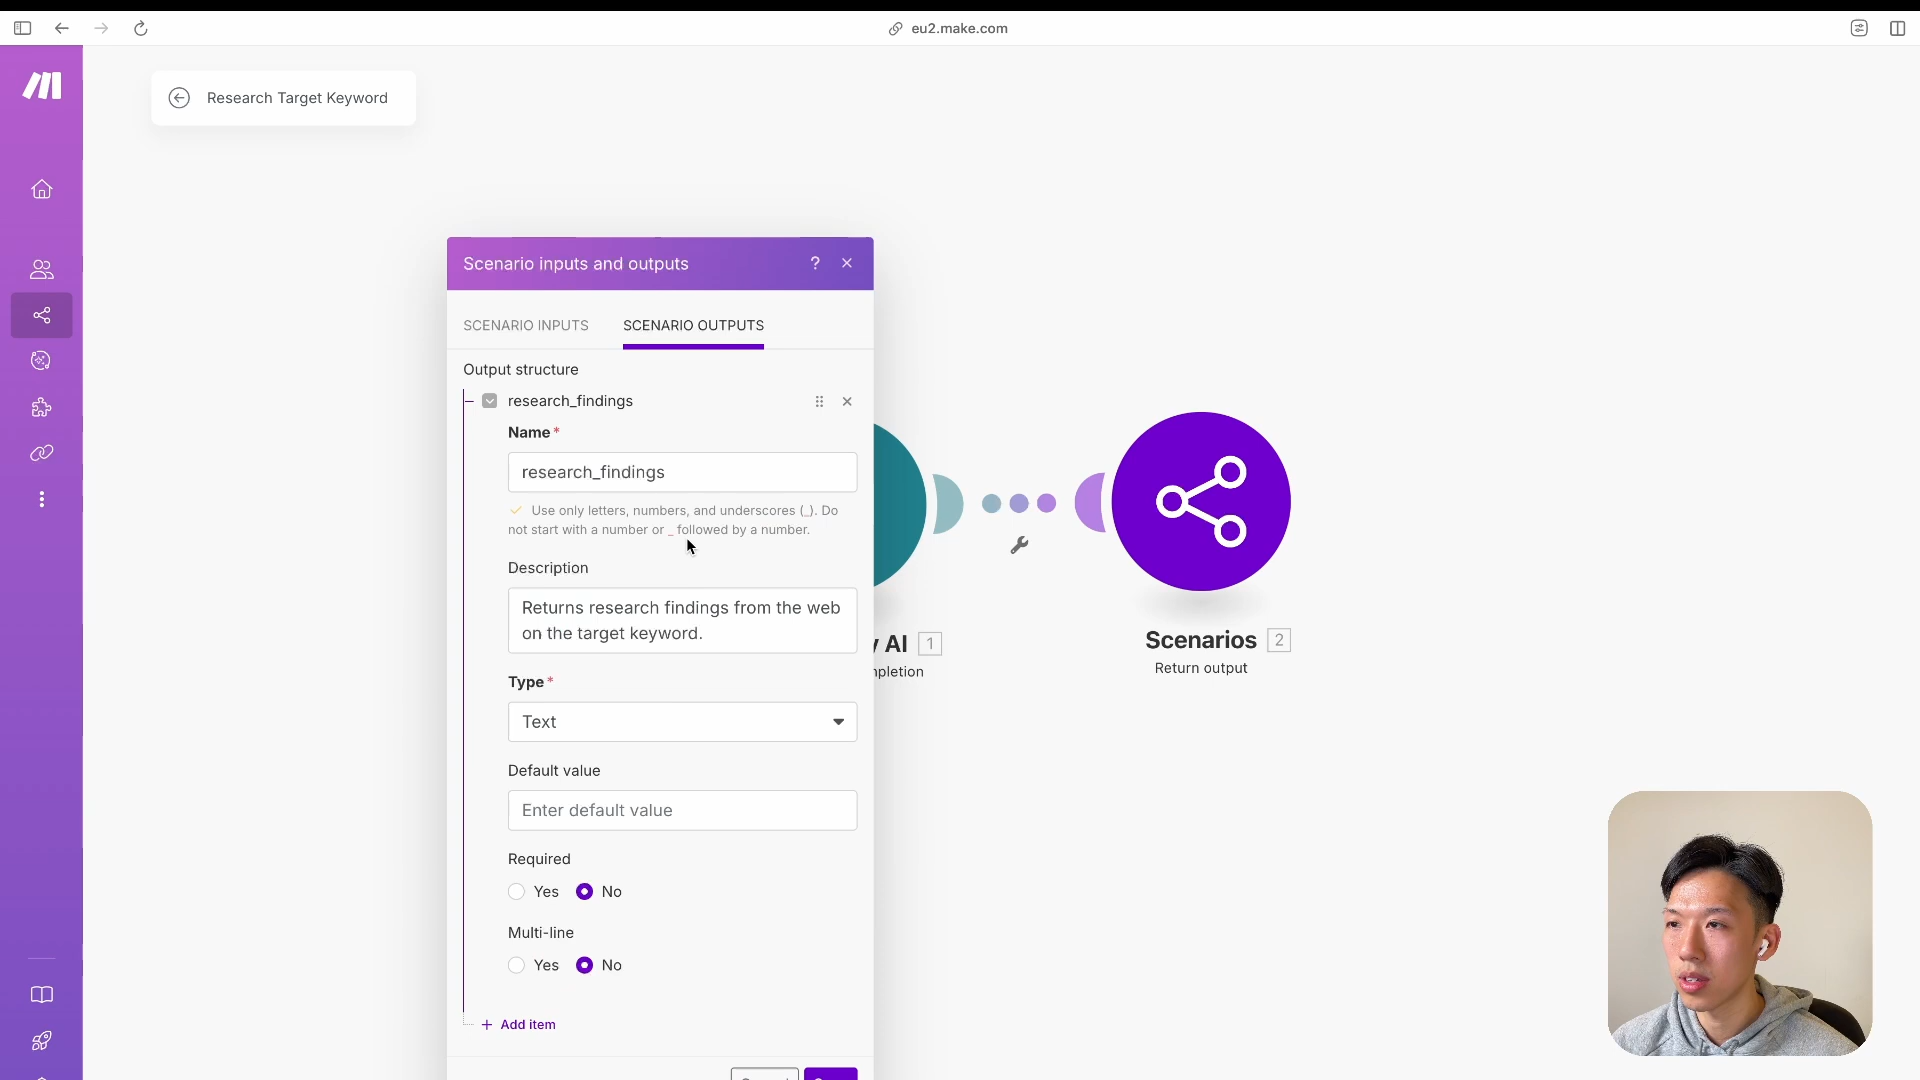 eu2.make.com
Research Target Keyword
Scenario inputs and outputs
?
SCENARIO INPUTS
SCENARIO OUTPUTS
Output structure
research_findings
Name*
research_findings
Use only letters, numbers, and underscores (_). Do
not start with a number or _ followed by a number.
Description
Returns research findings from the web
on the target keyword.
Type*
Text
Default value
Enter default value
Required
Yes No
Multi-line
Yes No
+ Add item
AI 1
Scenarios 2
Return output